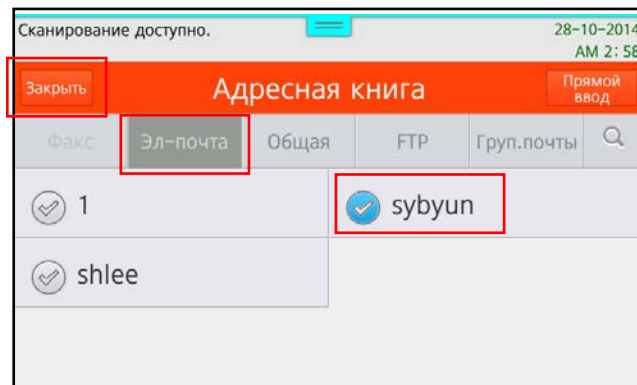 Сканирование доступно.
28-10-2014
AM 2:58
Закрыть
Адресная книга
Прямой
ввод
Факс
Эл-почта
Общая
FTP
Груп.почты
1
sybyun
shlee